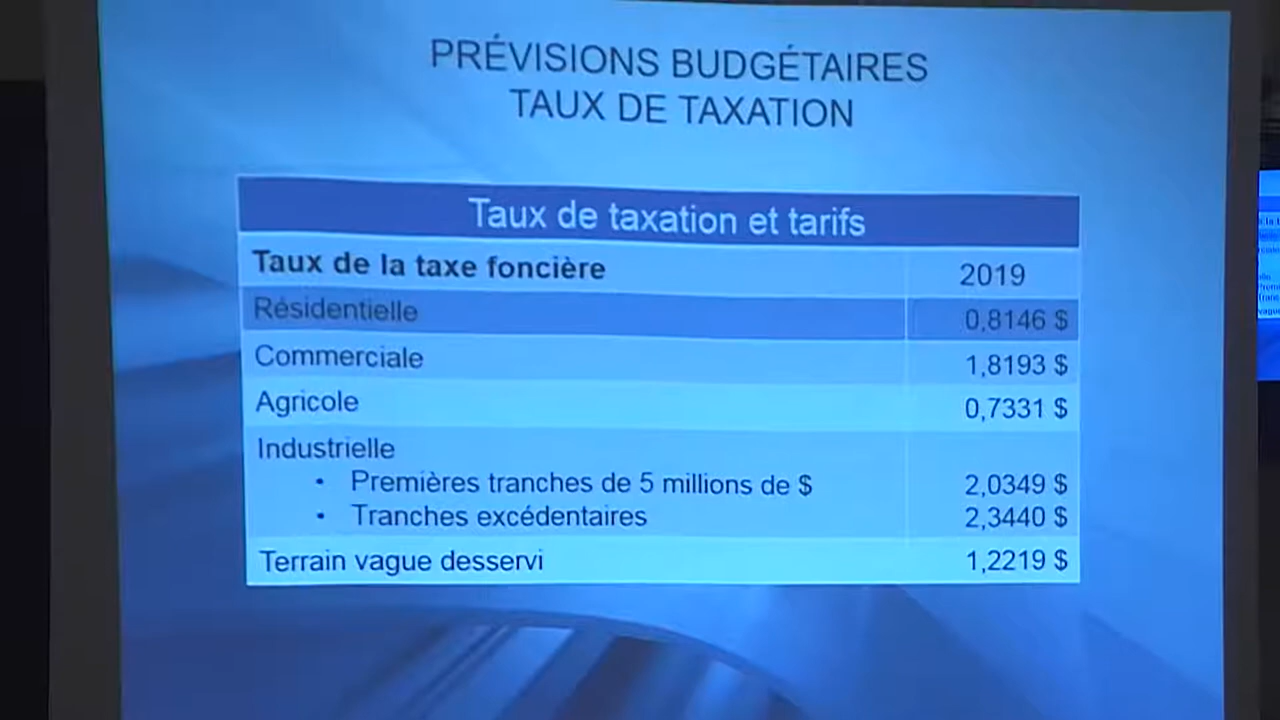 PRÉVISIONS BUDGÉTAIRES
TAUX DE TAXATION
Taux de taxation et tarifs
Taux de la taxe foncière 2019
Résidentielle 0,8146 $
Commerciale 1,8193 $
Agricole 0,7331 $
Industrielle
• Premières tranches de 5 millions de $ 2,0349 $
• Tranches excédentaires 2,3440 $
Terrain vague desservi 1,2219 $